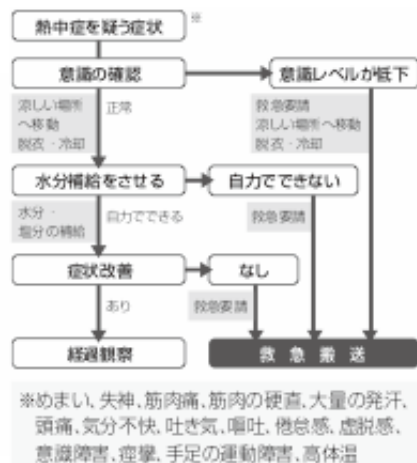 熱中症を疑う症状
※
意識の確認
意識レベルが低下
涼しい場所
へ移動
脱衣・冷却
正常
救急要請
涼しい場所へ移動
脱衣・冷却
水分補給をさせる
自力でできない
水分・
塩分の補給
自力でできる
救急要請
症状改善
なし
あり
救急要請
経過観察
救急搬送
※めまい、失神、筋肉痛、筋肉の硬直、大量の発汗、
頭痛、気分不快、吐き気、嘔吐、倦怠感、虚脱感、
意識障害、痙攣、手足の運動障害、高体温